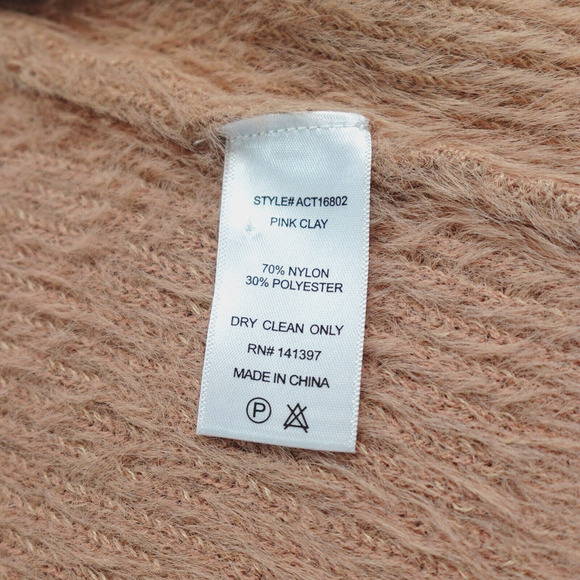 STYLE# ACT16802
PINK CLAY
70% NYLON
30% POLYESTER
DRY CLEAN ONLY
RN# 141397
MADE IN CHINA
P